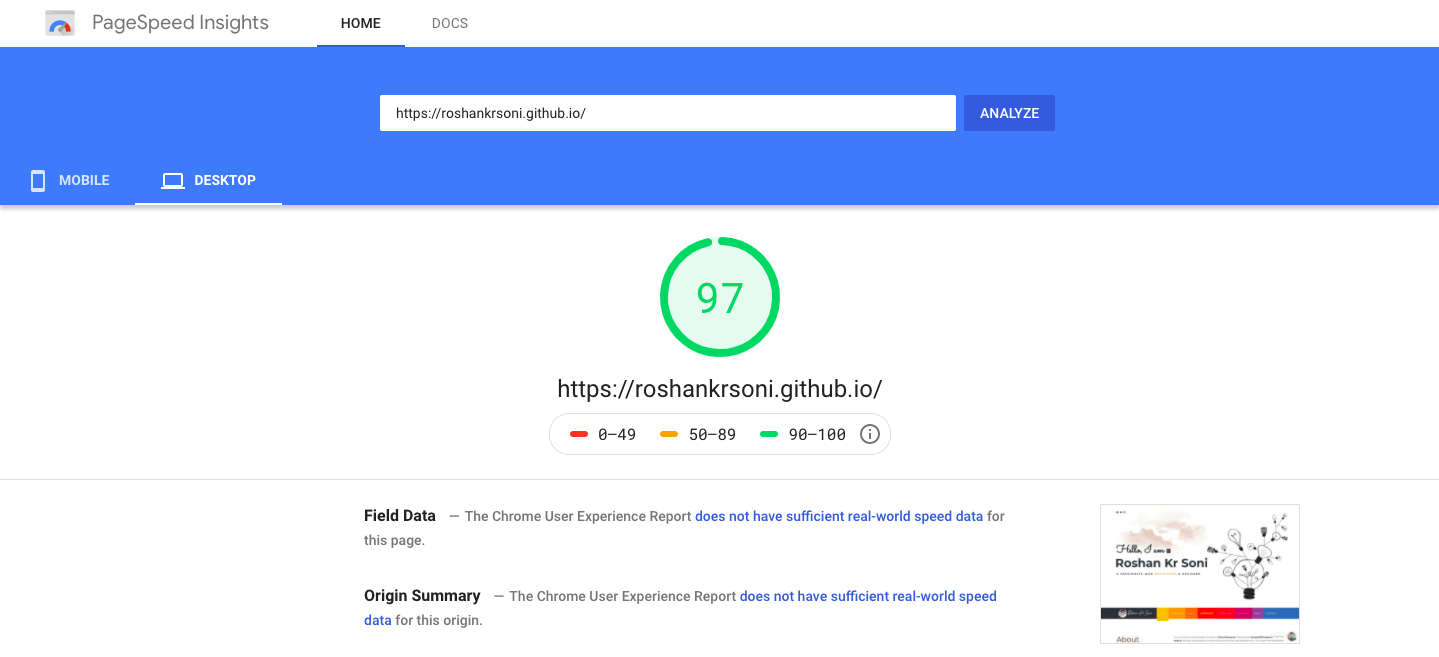 PageSpeed Insights HOME DOCS
https://roshankrsoni.github.io/ ANALYZE
MOBILE DESKTOP
97
https://roshankrsoni.github.io/
0–49 50–89 90–100
Field Data — The Chrome User Experience Report does not have sufficient real-world speed data for
this page.
Origin Summary — The Chrome User Experience Report does not have sufficient real-world speed
data for this origin.
Hello, I am
Roshan Kr Soni
About